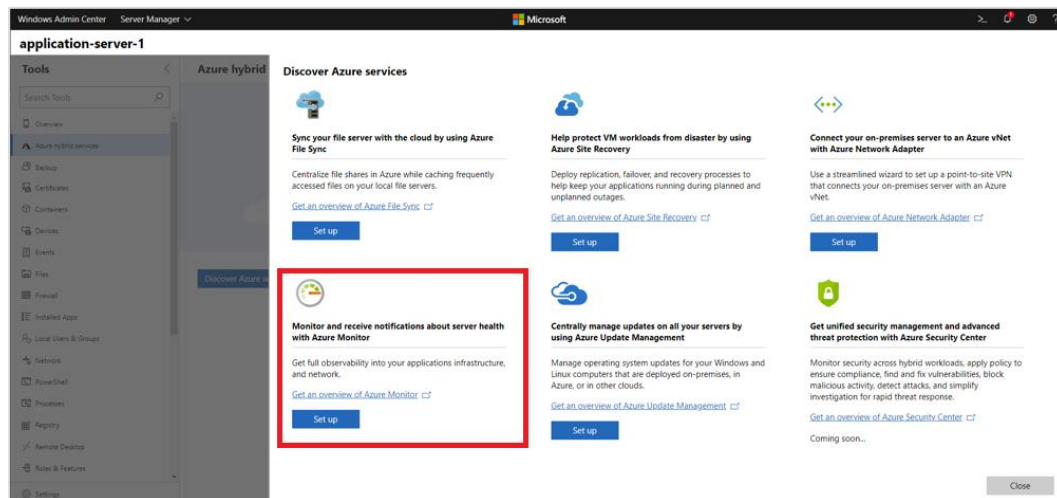 Windows Admin Center Server Manager
Microsoft
application-server-1
Tools
Search Tools
Overview
Azure hybrid services
Backup
Certificates
Containers
Devices
Events
Files
Firewall
Installed Apps
Local Users & Groups
Network
PowerShell
Processes
Registry
Remote Desktop
Roles & Features
Settings
Azure hybrid
Discover Azure se
Discover Azure services
Sync your file server with the cloud by using Azure
File Sync
Centralize file shares in Azure while caching frequently
accessed files on your local file servers.
Get an overview of Azure File Sync
Set up
Help protect VM workloads from disaster by using
Azure Site Recovery
Deploy replication, failover, and recovery processes to
help keep your applications running during planned and
unplanned outages.
Get an overview of Azure Site Recovery
Set up
Connect your on-premises server to an Azure vNet
with Azure Network Adapter
Use a streamlined wizard to set up a point-to-site VPN
that connects your on-premises server with an Azure
vNet.
Get an overview of Azure Network Adapter
Set up
Monitor and receive notifications about server health
with Azure Monitor
Get full observability into your applications infrastructure,
and network.
Get an overview of Azure Monitor
Set up
Centrally manage updates on all your servers by
using Azure Update Management
Manage operating system updates for your Windows and
Linux computers that are deployed on-premises, in
Azure, or in other clouds.
Get an overview of Azure Update Management
Set up
Get unified security management and advanced
threat protection with Azure Security Center
Monitor security across hybrid workloads, apply policy to
ensure compliance, find and fix vulnerabilities, block
malicious activity, detect attacks, and simplify
investigation for rapid threat response.
Get an overview of Azure Security Center
Coming soon...
Close